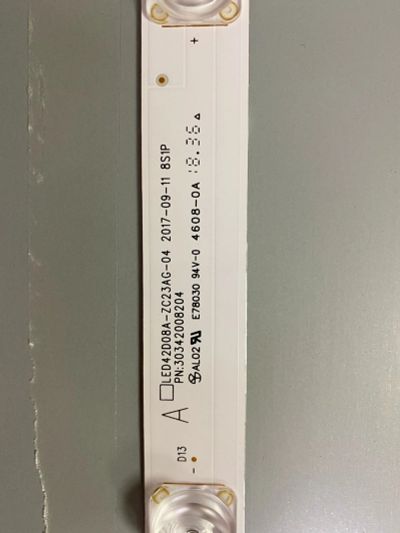 LED42D08A-ZC23AG-04 2017-09-11 8S1P
PN:30342008204
AL02 E78030 94V-0 4608-0A 18.36
A
D13
-
+